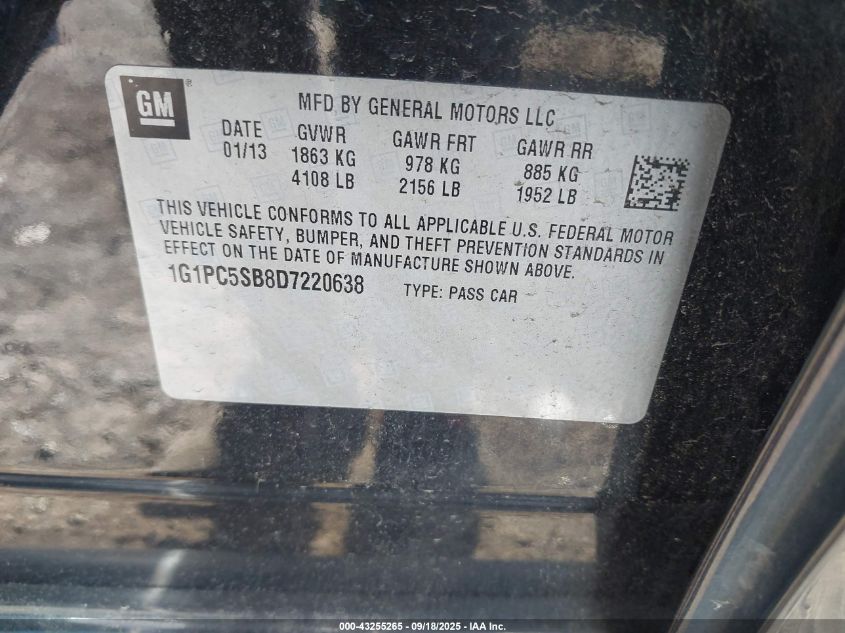 GM ®
MFD BY GENERAL MOTORS LLC
DATE GVWR GAWR FRT GAWR RR
01/13 1863 KG 978 KG 885 KG
4108 LB 2156 LB 1952 LB
THIS VEHICLE CONFORMS TO ALL APPLICABLE U.S. FEDERAL MOTOR
VEHICLE SAFETY, BUMPER, AND THEFT PREVENTION STANDARDS IN
EFFECT ON THE DATE OF MANUFACTURE SHOWN ABOVE.
1G1PC5SB8D7220638 TYPE: PASS CAR
000-43255265 - 09/18/2025 - IAA Inc.